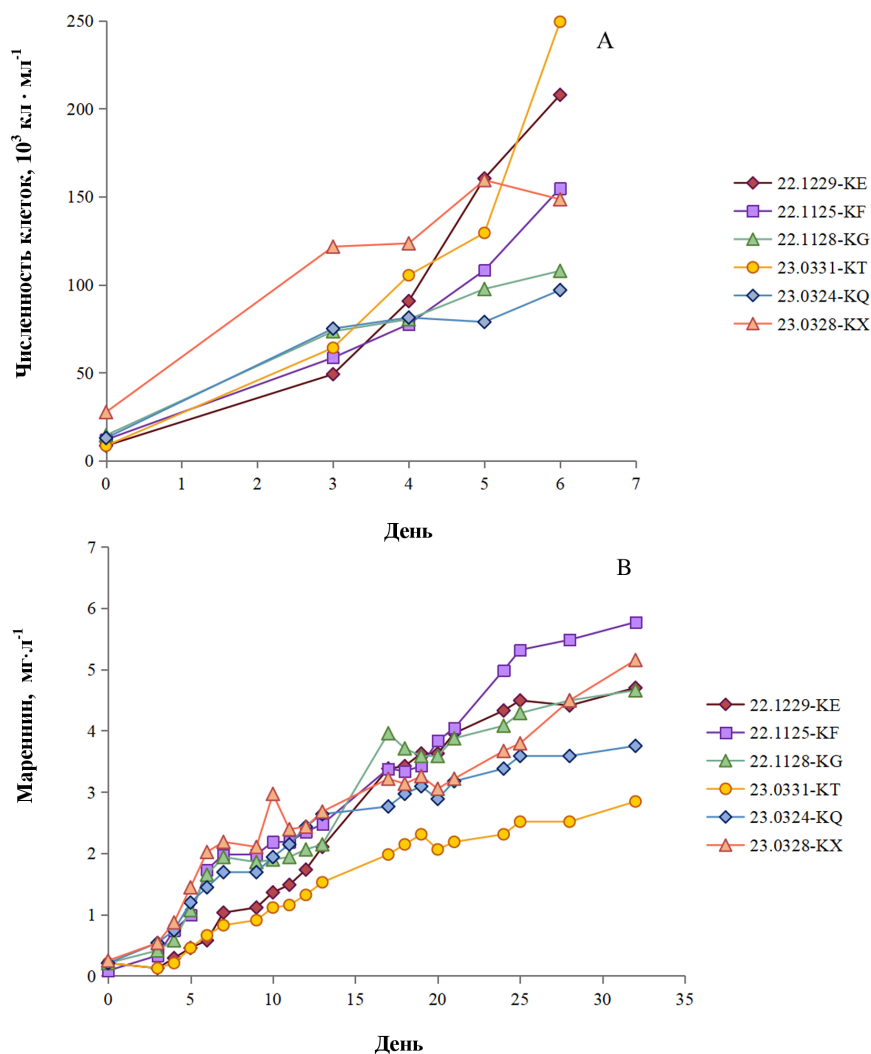 A
Численность клеток, 10³ кл · мл⁻¹
250
200
150
100
50
0
0 1 2 3 4 5 6 7
День
22.1229-KE
22.1125-KF
22.1128-KG
23.0331-KT
23.0324-KQ
23.0328-KX
B
Мареннин, мг·л⁻¹
7
6
5
4
3
2
1
0
0 5 10 15 20 25 30 35
День
22.1229-KE
22.1125-KF
22.1128-KG
23.0331-KT
23.0324-KQ
23.0328-KX